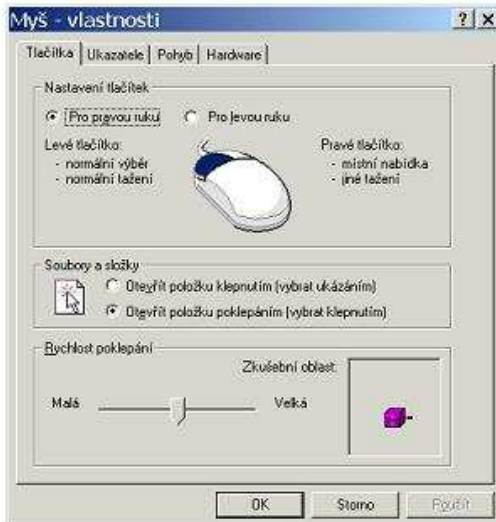 Myš - vlastnosti
Tlačítka Ukazatele Pohyb Hardware
Nastavení tlačítek
Pro pravou ruku Pro levou ruku
Levé tlačítko: Pravé tlačítko:
- normální výběr - místní nabídka
- normální tažení - jiné tažení
Soubory a složky
Otevřít položku klepnutím (vybrat ukázáním)
Otevřít položku poklepáním (vybrat klepnutím)
Rychlost poklepání
Zkušební oblast:
Malá Velká
OK Storno Použít